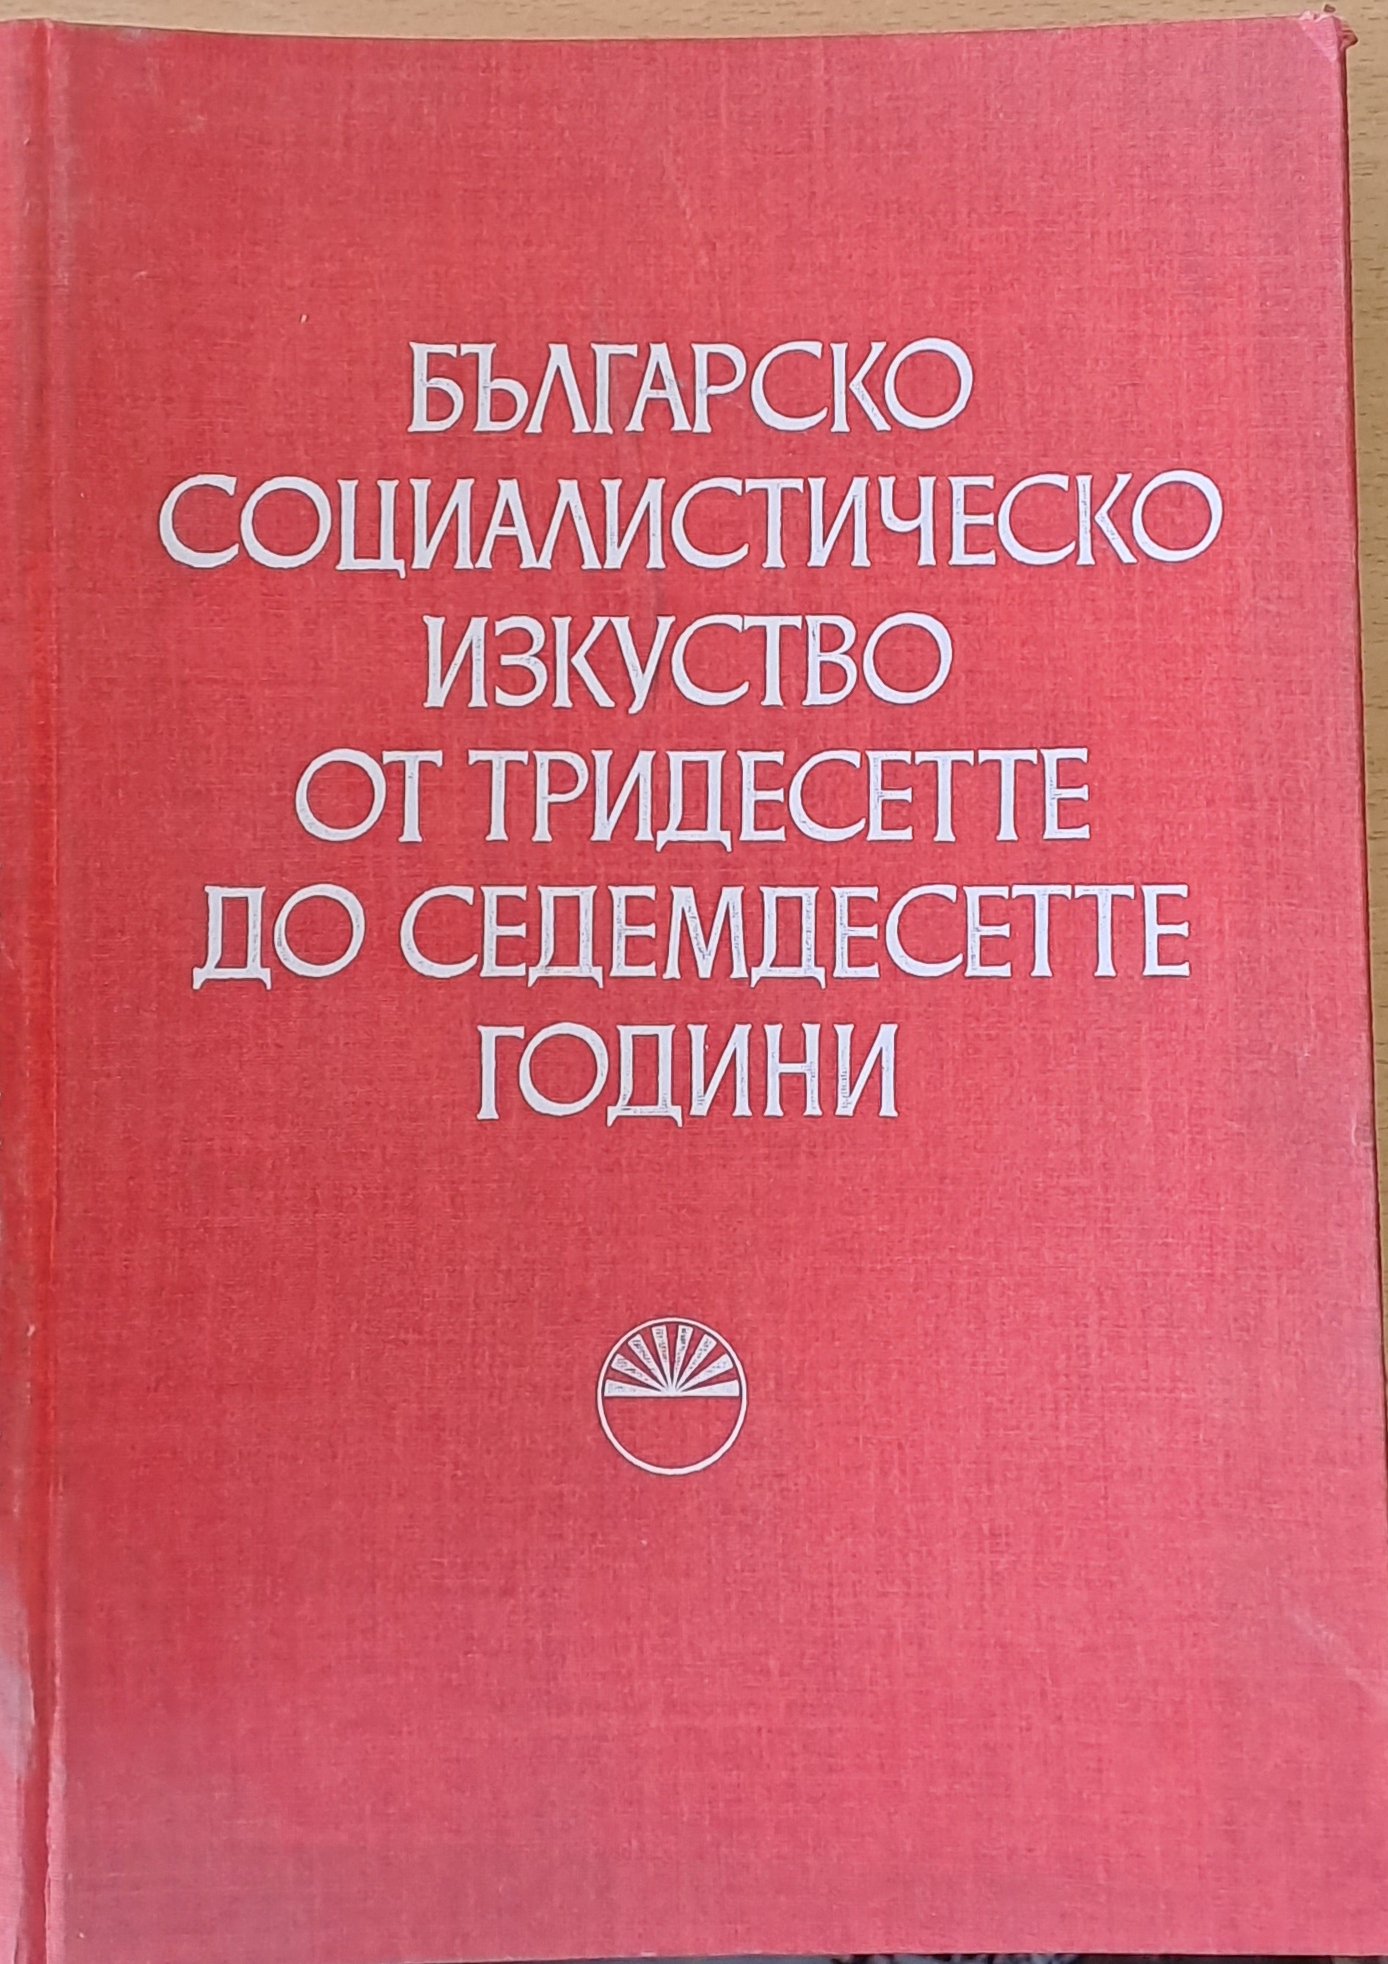 БЪЛГАРСКО
СОЦИАЛИСТИЧЕСКО
ИЗКУСТВО
ОТ ТРИДЕСЕТТЕ
ДО СЕДЕМДЕСЕТТЕ
ГОДИНИ